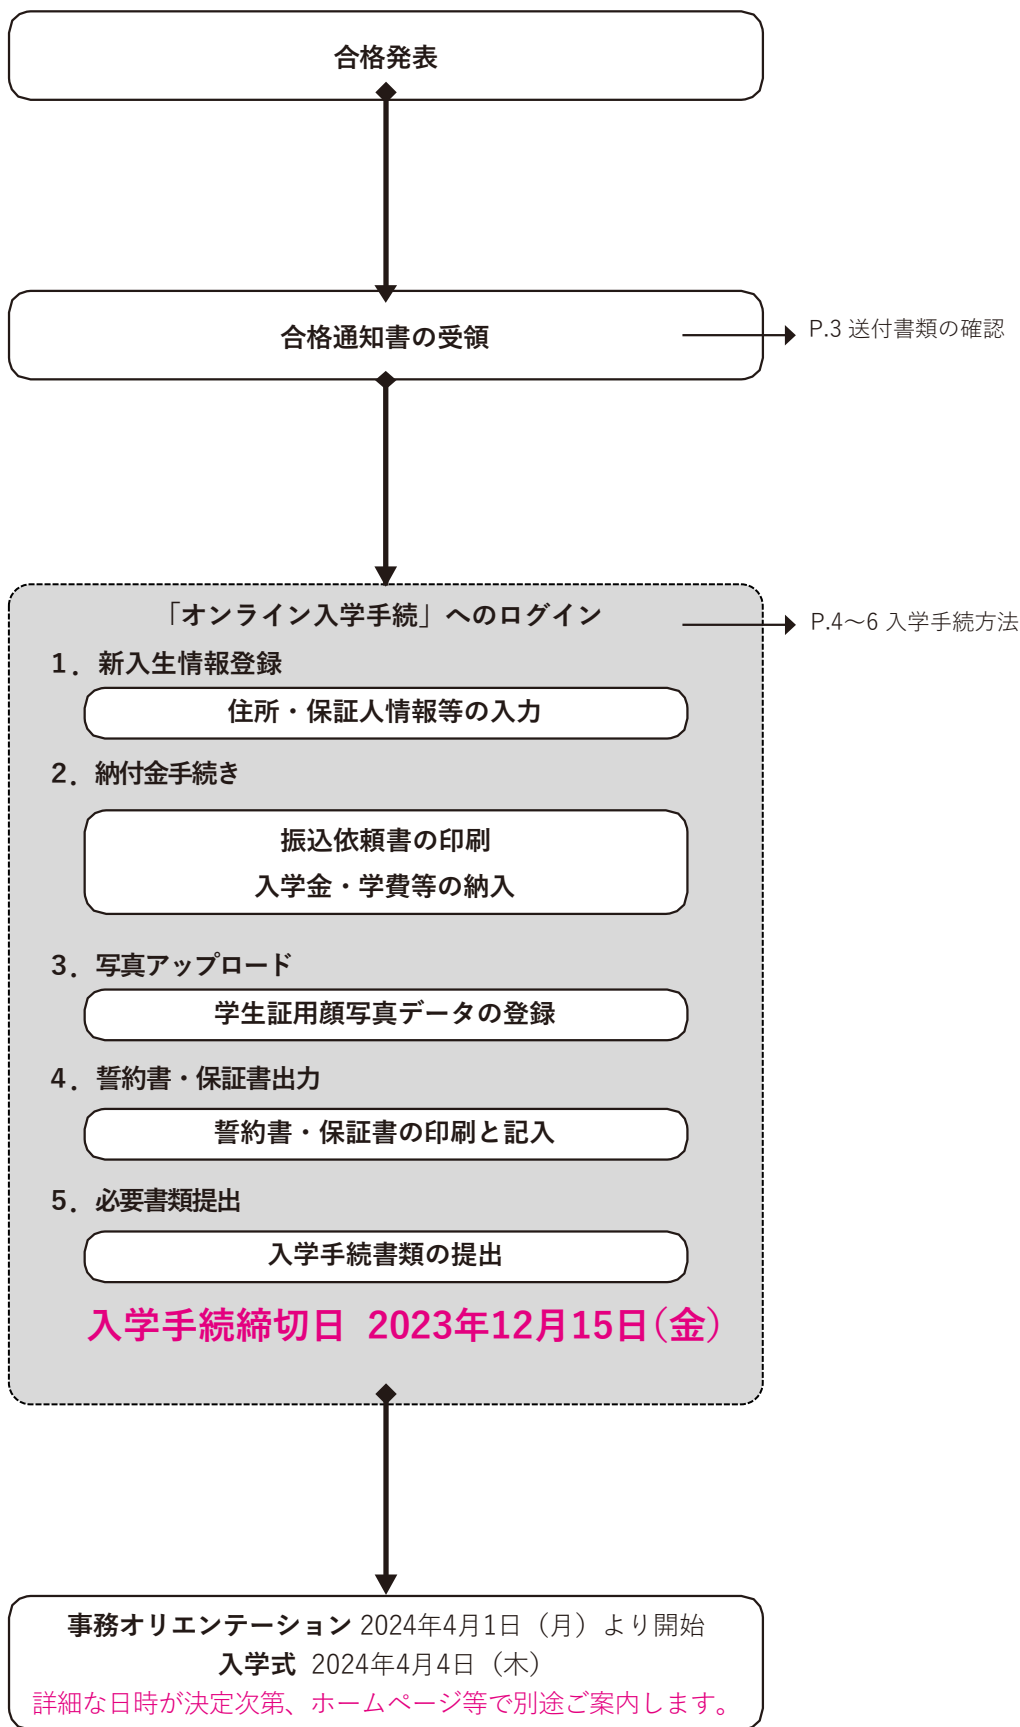 合格発表
合格通知書の受領
P.3 送付書類の確認
「オンライン入学手続」へのログイン
P.4～6 入学手続方法
1．新入生情報登録
住所・保証人情報等の入力
2．納付金手続き
振込依頼書の印刷
入学金・学費等の納入
3．写真アップロード
学生証用顔写真データの登録
4．誓約書・保証書出力
誓約書・保証書の印刷と記入
5．必要書類提出
入学手続書類の提出
入学手続締切日 2023年12月15日（金）
事務オリエンテーション 2024年4月1日（月）より開始
入学式 2024年4月4日（木）
詳細な日時が決定次第、ホームページ等で別途ご案内します。